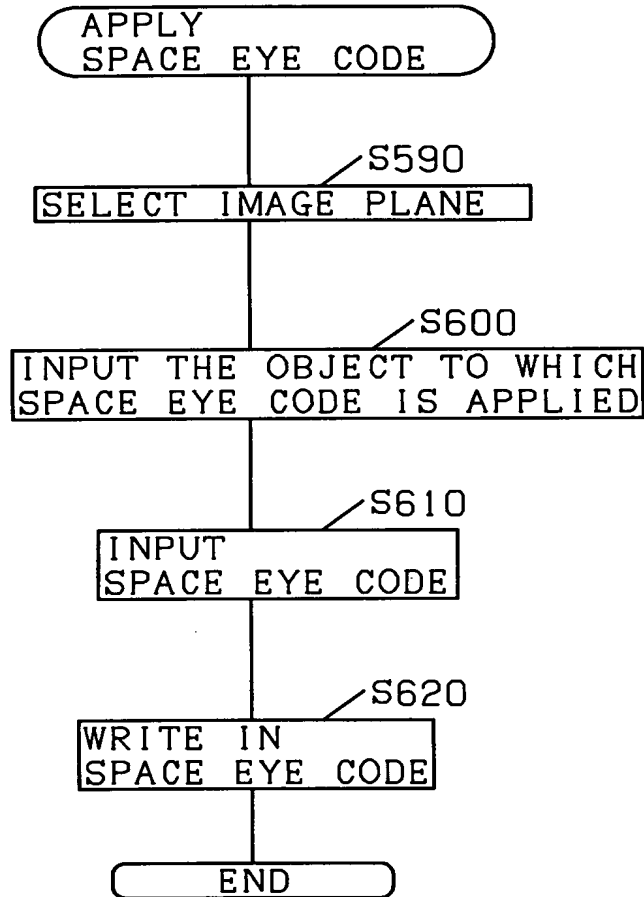 APPLY
SPACE EYE CODE
S590
SELECT IMAGE PLANE
S600
INPUT THE OBJECT TO WHICH
SPACE EYE CODE IS APPLIED
S610
INPUT
SPACE EYE CODE
S620
WRITE IN
SPACE EYE CODE
END